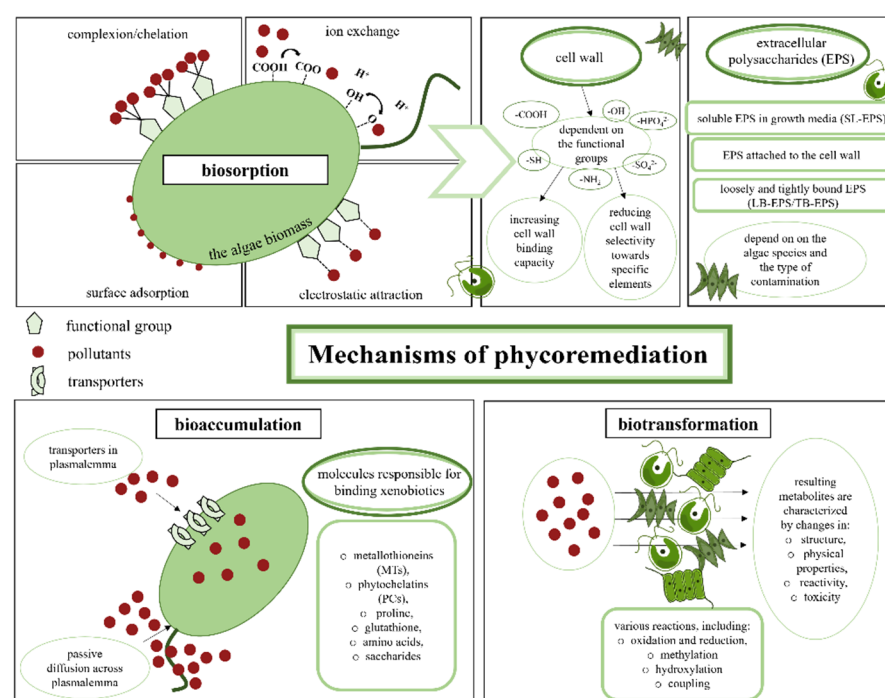 complexion/chelation
ion exchange
COOH
COO
H⁺
OH
H⁺
O
biosorption
the algae biomass
surface adsorption
electrostatic attraction
cell wall
-COOH
-OH
-HPO₄²⁻
dependent on
the functional
groups
-SH
-SO₄²⁻
-NH₂
increasing
cell wall
binding
capacity
reducing
cell wall
selectivity
towards
specific
elements
extracellular
polysaccharides (EPS)
soluble EPS in growth media (SL-EPS)
EPS attached to the cell wall
loosely and tightly bound EPS
(LB-EPS/TB-EPS)
depend on on the
algae species and
the type of
contamination
functional group
pollutants
transporters
Mechanisms of phycoremediation
bioaccumulation
transporters in
plasmalemma
passive
diffusion across
plasmalemma
molecules responsible for
binding xenobiotics
metallothioneins
(MTs),
phytochelatins
(PCs),
proline,
glutathione,
amino acids,
saccharides
biotransformation
resulting
metabolites are
characterized
by changes in:
structure,
physical
properties,
reactivity,
toxicity
various reactions, including:
oxidation and reduction,
methylation
hydroxylation
coupling